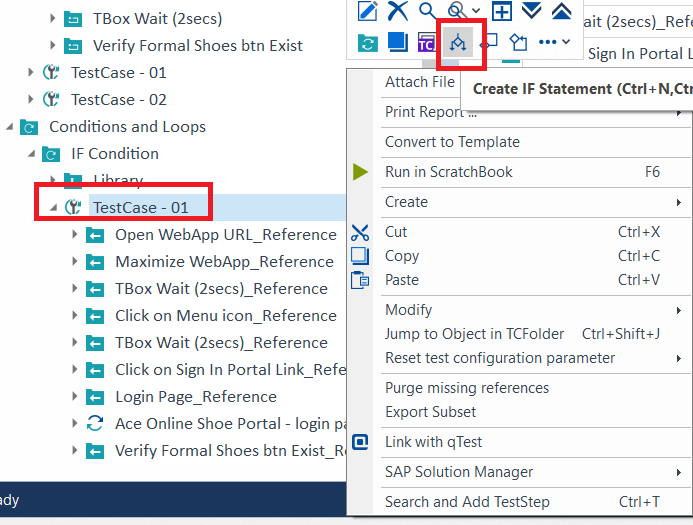 TBox Wait (2secs)
Verify Formal Shoes btn Exist
TestCase - 01
TestCase - 02
Conditions and Loops
IF Condition
Library
TestCase - 01
Open WebApp URL_Reference
Maximize WebApp_Reference
TBox Wait (2secs)_Reference
Click on Menu icon_Reference
TBox Wait (2secs)_Reference
Click on Sign In Portal Link_Refe
Login Page_Reference
Ace Online Shoe Portal - login pa
Verify Formal Shoes btn Exist_Re
ady
ait (2secs)_Refe
TC
Sign In Portal L
Create IF Statement (Ctrl+N,Ctr
Attach File
Print Report ...
Convert to Template
Run in ScratchBook F6
Create
Cut Ctrl+X
Copy Ctrl+C
Paste Ctrl+V
Modify
Jump to Object in TCFolder Ctrl+Shift+J
Reset test configuration parameter
Purge missing references
Export Subset
Link with qTest
SAP Solution Manager
Search and Add TestStep Ctrl+T